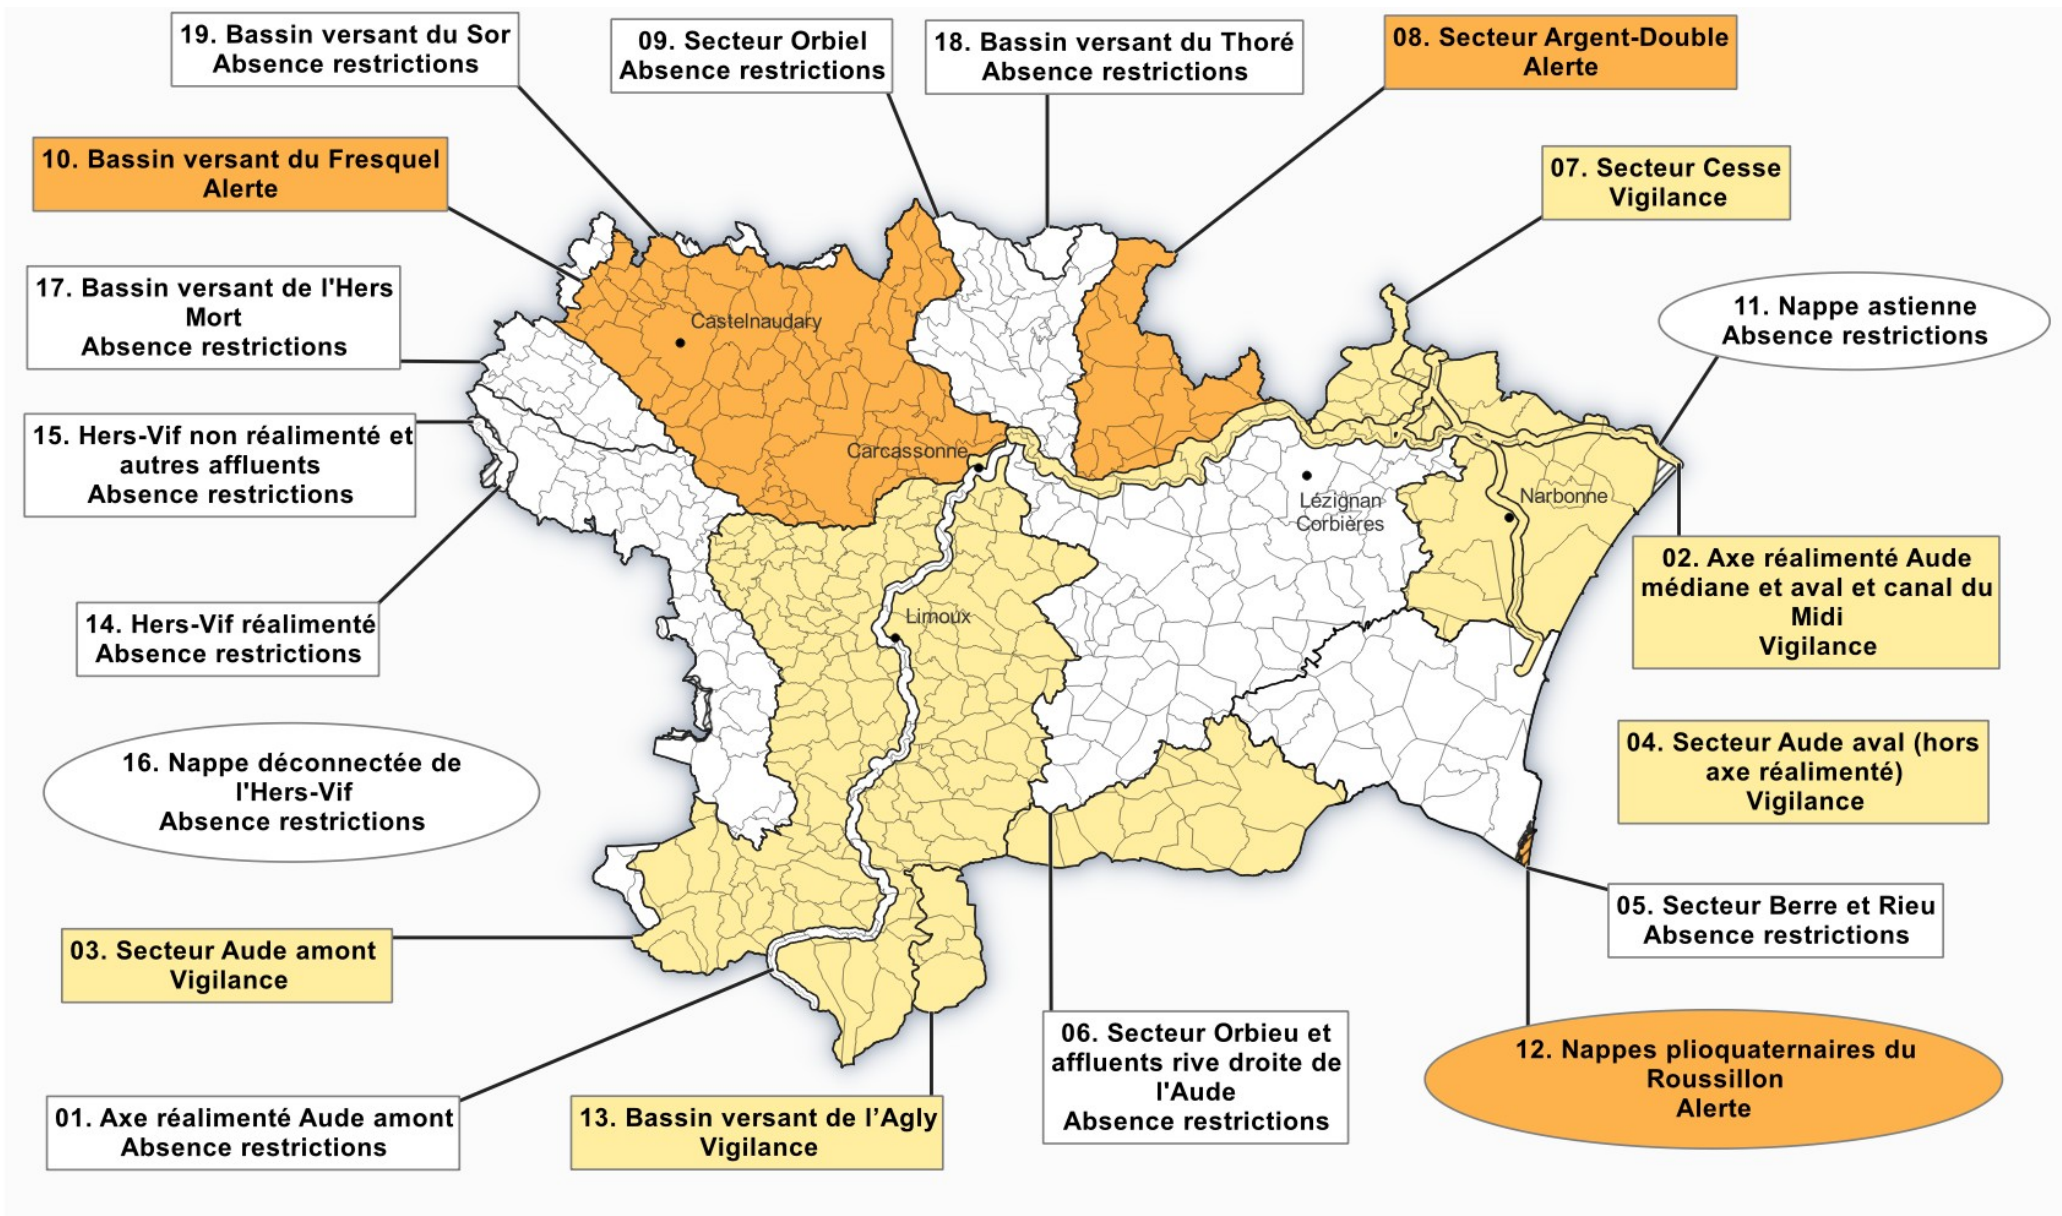 19. Bassin versant du Sor
Absence restrictions
09. Secteur Orbiel
Absence restrictions
18. Bassin versant du Thoré
Absence restrictions
08. Secteur Argent-Double
Alerte
10. Bassin versant du Fresquel
Alerte
07. Secteur Cesse
Vigilance
17. Bassin versant de l'Hers
Mort
Absence restrictions
11. Nappe astienne
Absence restrictions
Castelnaudary
15. Hers-Vif non réalimenté et
autres affluents
Absence restrictions
Carcassonne
Lézignan
Corbières
Narbonne
02. Axe réalimenté Aude
médiane et aval et canal du
Midi
Vigilance
14. Hers-Vif réalimenté
Absence restrictions
Limoux
16. Nappe déconnectée de
l'Hers-Vif
Absence restrictions
04. Secteur Aude aval (hors
axe réalimenté)
Vigilance
05. Secteur Berre et Rieu
Absence restrictions
03. Secteur Aude amont
Vigilance
06. Secteur Orbieu et
affluents rive droite de
l'Aude
Absence restrictions
12. Nappes plioquaternaires du
Roussillon
Alerte
01. Axe réalimenté Aude amont
Absence restrictions
13. Bassin versant de l’Agly
Vigilance